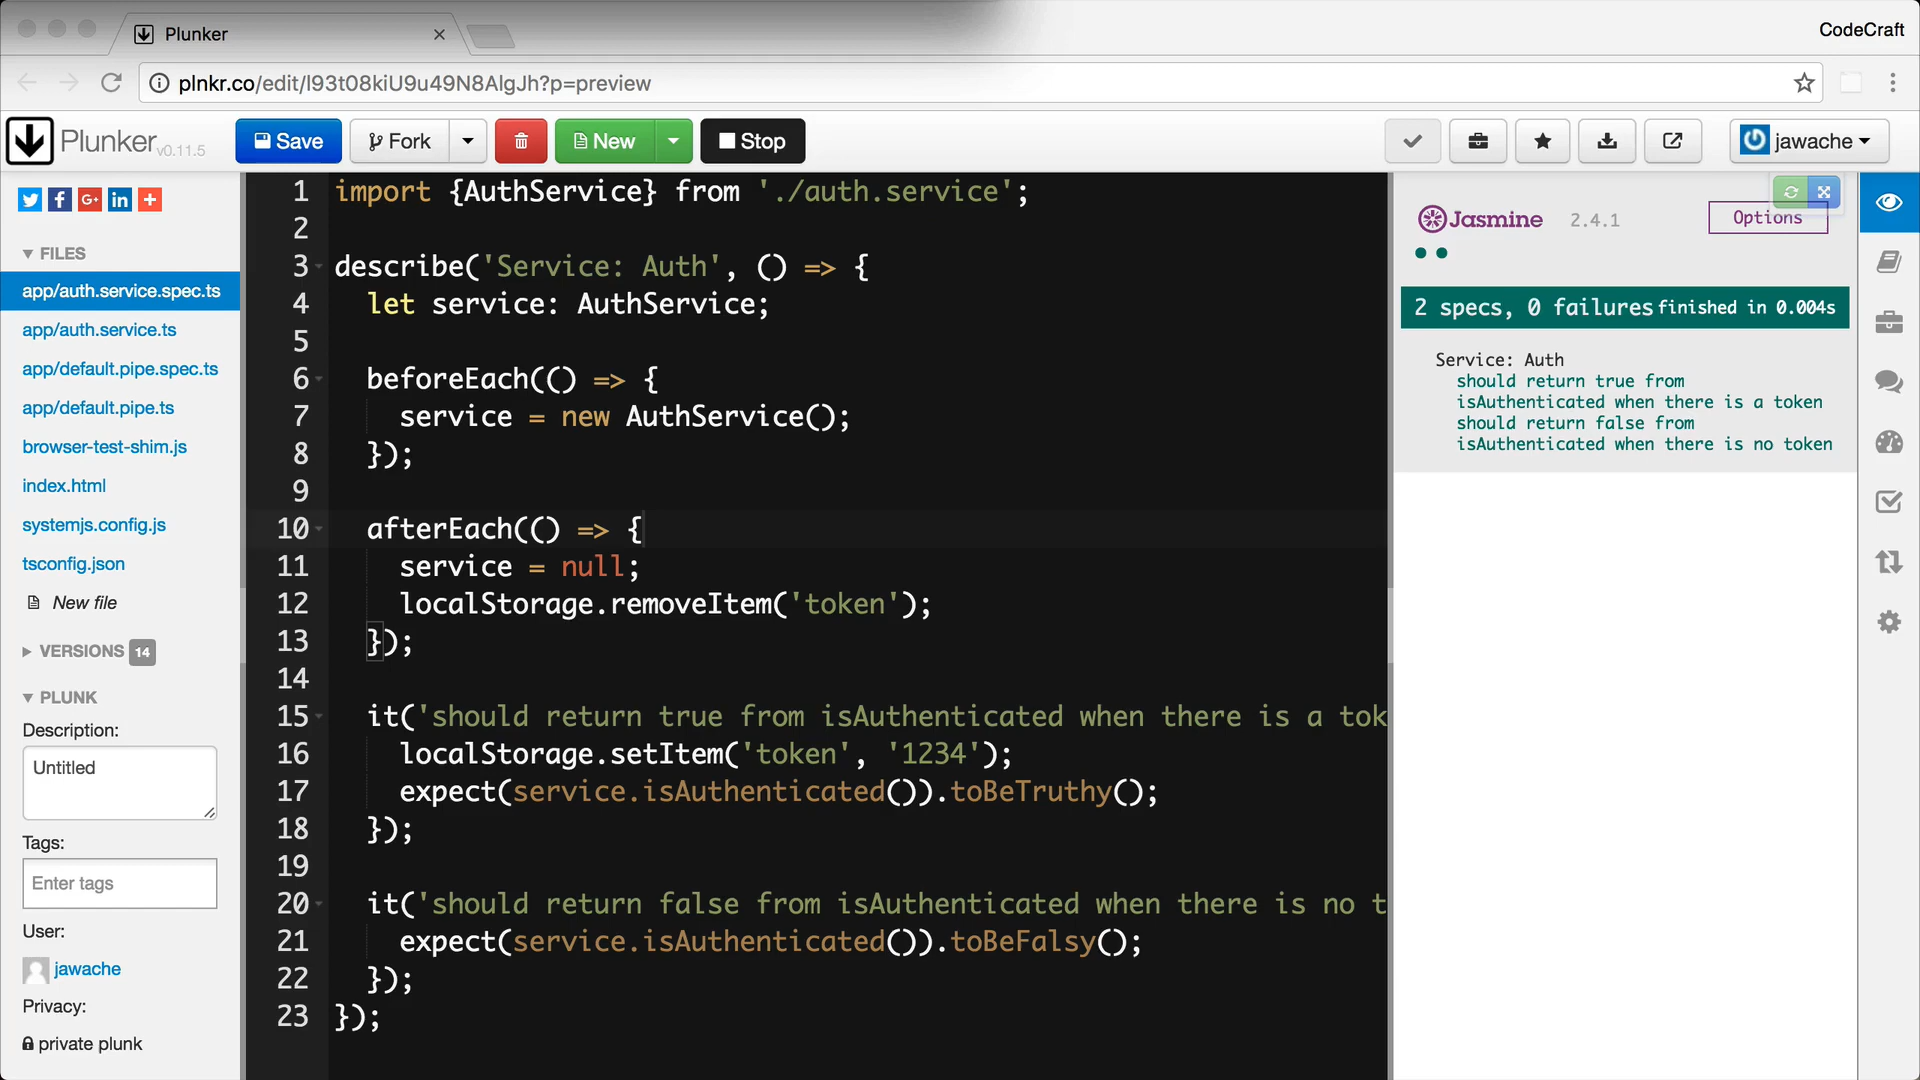 Plunker
CodeCraft
plnkr.co/edit/l93t08kiU9u49N8AlgJh?p=preview
Plunker v0.11.5
Save
Fork
New
Stop
jawache
FILES
app/auth.service.spec.ts
app/auth.service.ts
app/default.pipe.spec.ts
app/default.pipe.ts
browser-test-shim.js
index.html
systemjs.config.js
tsconfig.json
New file
VERSIONS 14
PLUNK
Description:
Untitled
Tags:
Enter tags
User:
jawache
Privacy:
private plunk
1 import {AuthService} from './auth.service';
2
3 describe('Service: Auth', () => {
4 let service: AuthService;
5
6 beforeEach(() => {
7 service = new AuthService();
8 });
9
10 afterEach(() => {
11 service = null;
12 localStorage.removeItem('token');
13 });
14
15 it('should return true from isAuthenticated when there is a tok
16 localStorage.setItem('token', '1234');
17 expect(service.isAuthenticated()).toBeTruthy();
18 });
19
20 it('should return false from isAuthenticated when there is no t
21 expect(service.isAuthenticated()).toBeFalsy();
22 });
23 });
Jasmine 2.4.1
Options
2 specs, 0 failures finished in 0.004s
Service: Auth
should return true from
isAuthenticated when there is a token
should return false from
isAuthenticated when there is no token